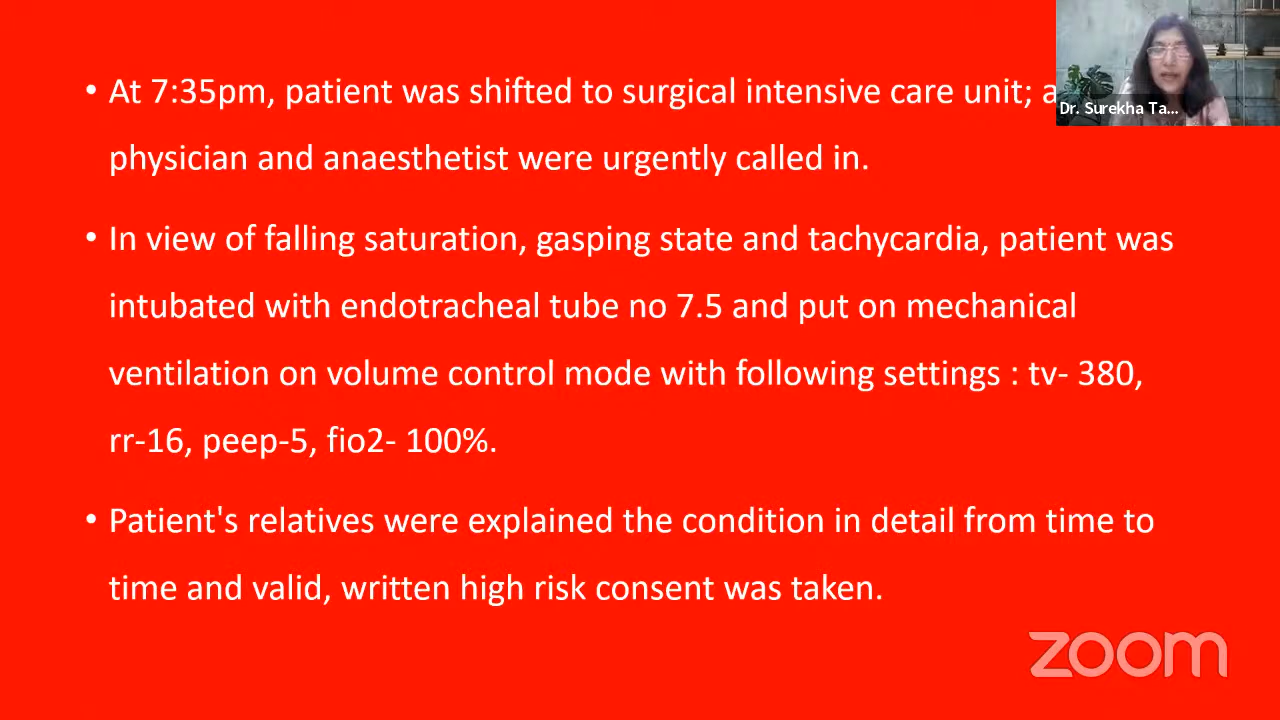 • At 7:35pm, patient was shifted to surgical intensive care unit;
Dr. Surekha Ta...
physician and anaesthetist were urgently called in.
• In view of falling saturation, gasping state and tachycardia, patient was
intubated with endotracheal tube no 7.5 and put on mechanical
ventilation on volume control mode with following settings : tv- 380,
rr-16, peep-5, fio2- 100%.
• Patient's relatives were explained the condition in detail from time to
time and valid, written high risk consent was taken.
zoom